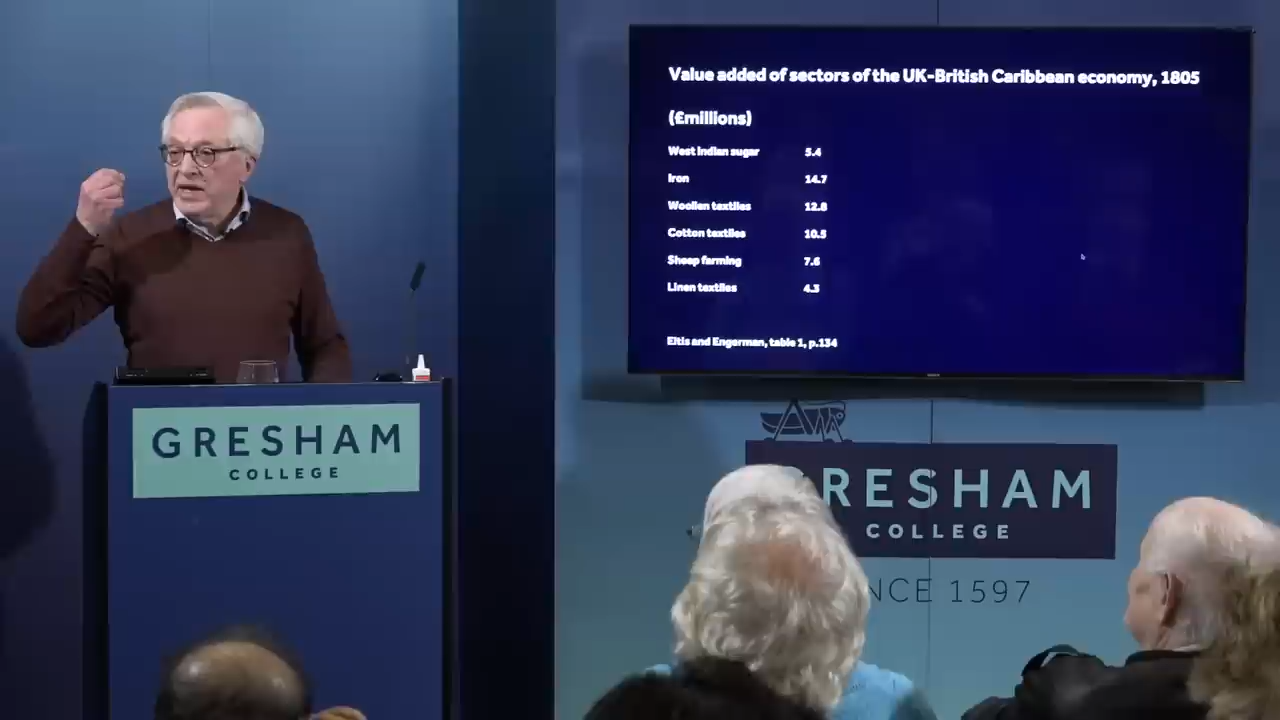 Value added of sectors of the UK-British Caribbean economy, 1805
(£millions)
West Indian sugar 5.4
Iron 14.7
Woollen textiles 12.8
Cotton textiles 10.5
Sheep farming 7.6
Linen textiles 4.3
Eltis and Engerman, table 1, p.134
GRESHAM
COLLEGE
RESHAM
COLLEGE
NCE 1597